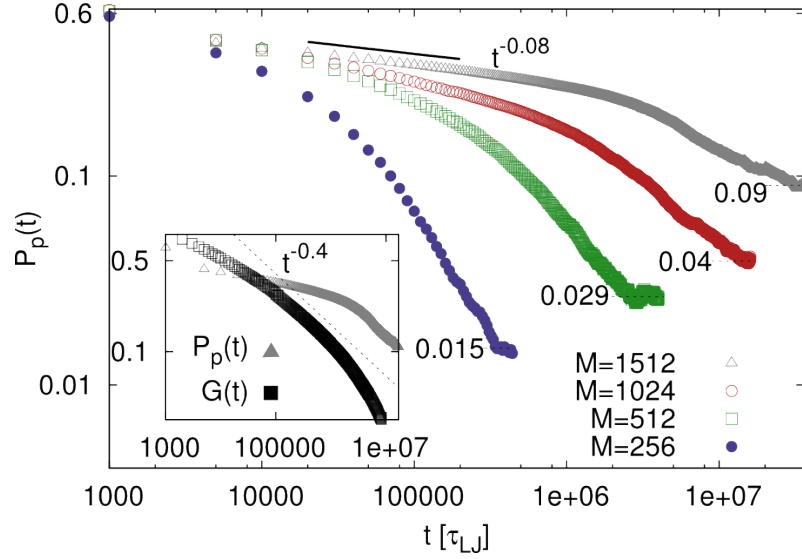 0.6
t^-0.08
0.1
0.09
P_p(t)
t^-0.4
0.5
0.04
0.029
0.015
P_p(t)
0.1
G(t)
M=1512
M=1024
M=512
M=256
0.01
1000 100000 1e+07
1000 10000 100000 1e+06 1e+07
t [τ_LJ]